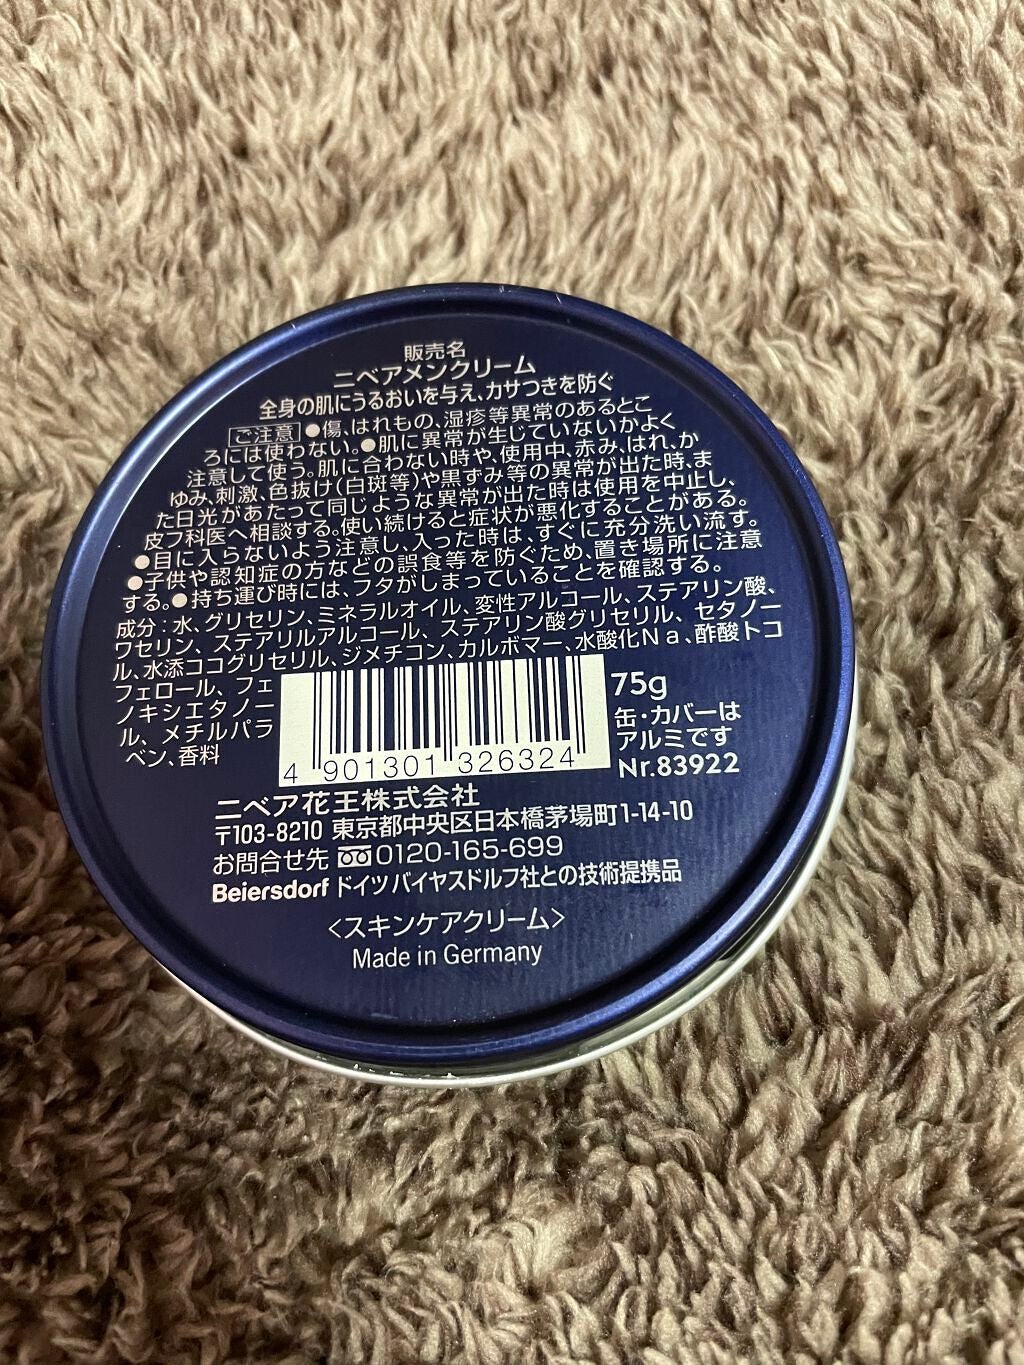 販売名
ニベアメンクリーム
全身の肌にうるおいを与え、カサつきを防ぐ
ご注意 ●傷、はれもの、湿疹等異常のあるとこ
ろには使わない。●肌に異常が生じていないかよく
注意して使う。肌に合わない時や、使用中、赤み、はれ、か
ゆみ、刺激、色抜け(白斑等)や黒ずみ等の異常が出た時、ま
た日光があたって同じような異常が出た時は使用を中止し、
皮フ科医へ相談する。使い続けると症状が悪化することがある。
●目に入らないよう注意し、入った時は、すぐに充分洗い流す。
●子供や認知症の方などの誤食等を防ぐため、置き場所に注意
する。●持ち運び時には、フタがしまっていることを確認する。
成分:水、グリセリン、ミネラルオイル、変性アルコール、ステアリン酸、
ワセリン、ステアリルアルコール、ステアリン酸グリセリル、セタノー
ル、水添ココグリセリル、ジメチコン、カルボマー、水酸化Na、酢酸トコ
フェロール、フェ
ノキシエタノー
ル、メチルパラ
ベン、香料
4 901301 326324
75g
缶・カバーは
アルミです
Nr.83922
ニベア花王株式会社
〒103-8210 東京都中央区日本橋茅場町1-14-10
お問合せ先 0120-165-699
Beiersdorf ドイツ バイヤスドルフ社との技術提携品
<スキンケアクリーム>
Made in Germany